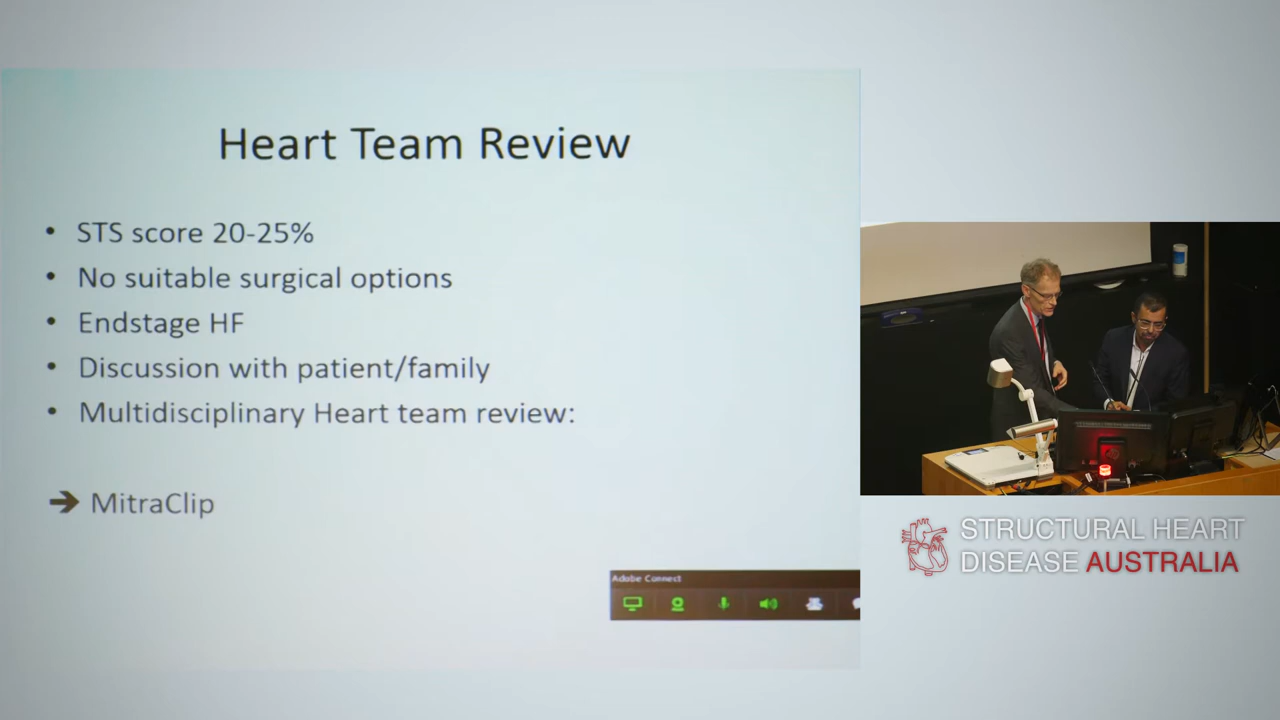 Heart Team Review
• STS score 20-25%
• No suitable surgical options
• Endstage HF
• Discussion with patient/family
• Multidisciplinary Heart team review:
➔ MitraClip
Adobe Connect
STRUCTURAL HEART
DISEASE AUSTRALIA